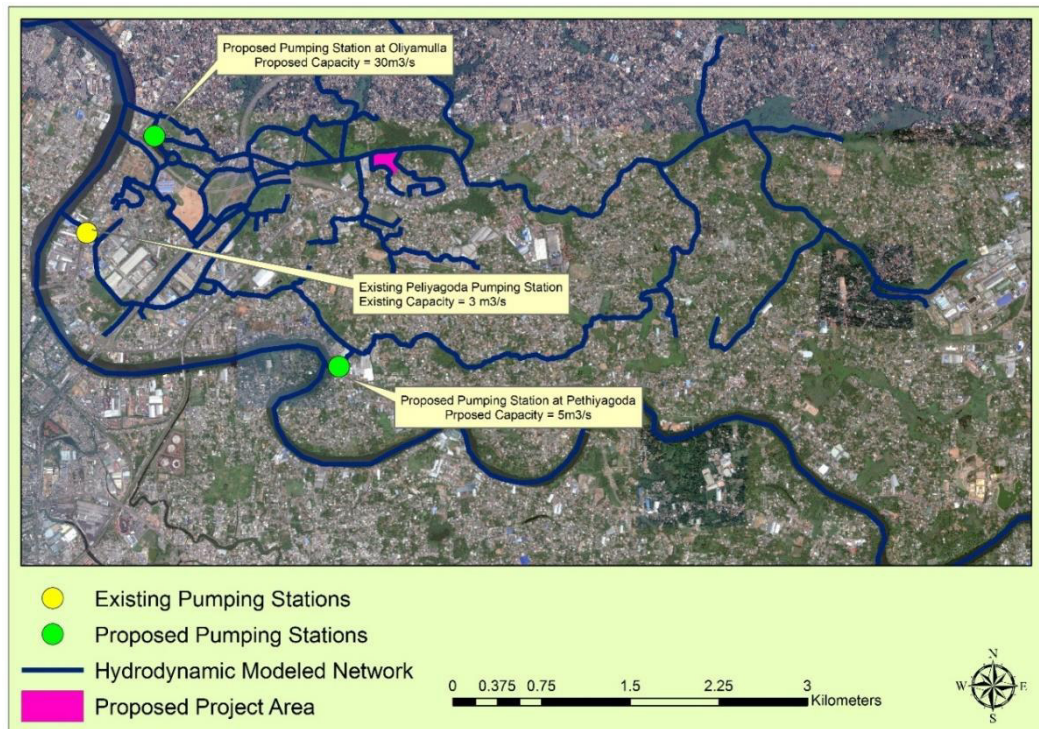 Proposed Pumping Station at Oliyamulla
Proposed Capacity = 30m3/s
Existing Peliyagoda Pumping Station
Existing Capacity = 3 m3/s
Proposed Pumping Station at Pethiyagoda
Prposed Capacity = 5m3/s
Existing Pumping Stations
Proposed Pumping Stations
Hydrodynamic Modeled Network
Proposed Project Area
0 0.375 0.75 1.5 2.25 3
Kilometers
N
W E
S